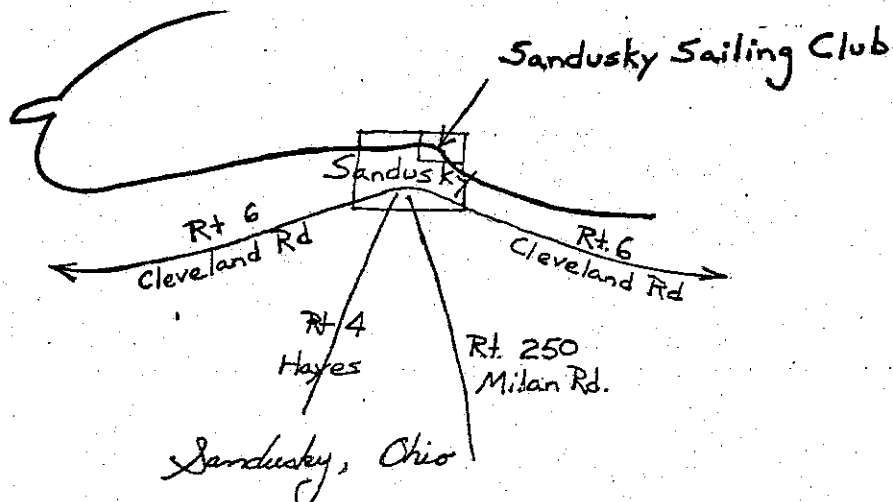 Sandusky Sailing Club
Sandusky
Rt 6
Cleveland Rd
Rt. 6
Cleveland Rd
Rt 4
Hayes
Rt. 250
Milan Rd.
Sandusky, Ohio